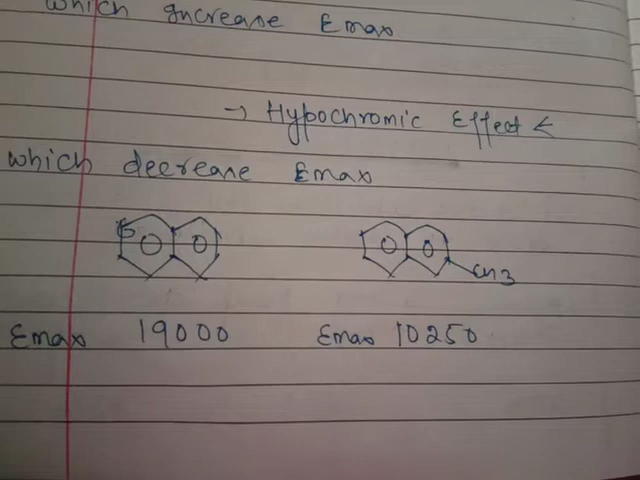 which increase Emax
→ Hypochromic Effect <
which decrease Emax
CH3
Emax 19000 Emax 10250